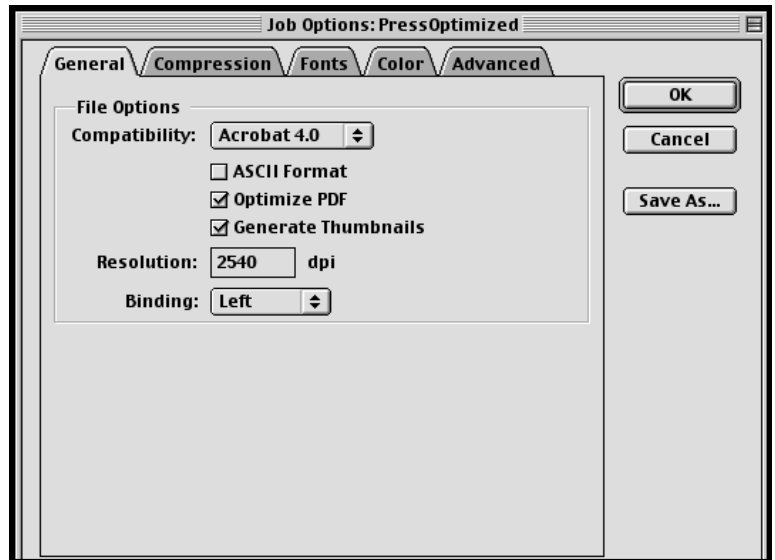 Job Options: PressOptimized
General Compression Fonts Color Advanced
File Options
Compatibility: Acrobat 4.0
ASCII Format
Optimize PDF
Generate Thumbnails
Resolution: 2540 dpi
Binding: Left
OK
Cancel
Save As...